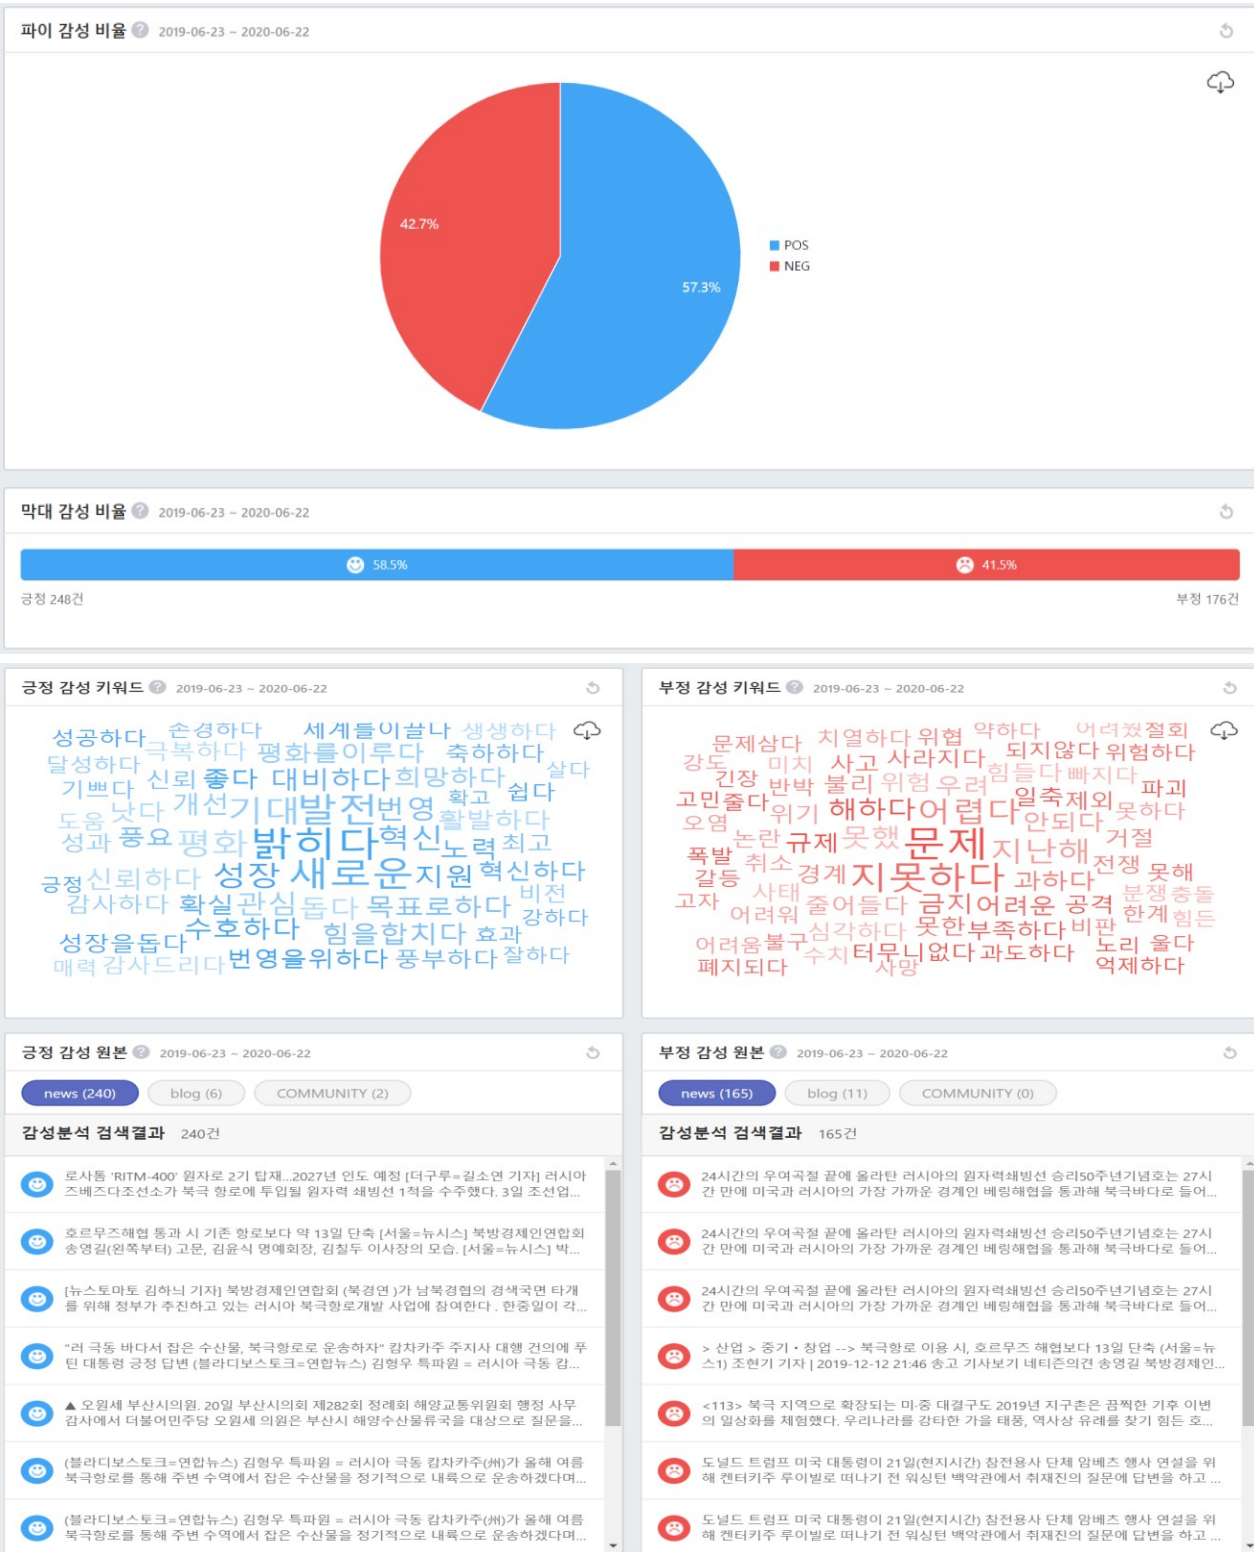 파이 감성 비율 ? 2019-06-23 ~ 2020-06-22
42.7%
57.3%
POS
NEG
막대 감성 비율 ? 2019-06-23 ~ 2020-06-22
58.5%
41.5%
긍정 248건
부정 176건
긍정 감성 키워드 ? 2019-06-23 ~ 2020-06-22
성공하다 존경하다 세계를이끌다 생생하다
달성하다 극복하다 평화를이루다 축하하다
기쁘다 신뢰 좋다 대비하다 희망하다 살다
도움 낫다 개선 기대 발전 번영 확고 쉽다
활발하다
성과 풍요 평화 밝히다 혁신 노력 최고
긍정 신뢰하다 성장 새로운 지원 혁신하다
감사하다 확실 관심 돕다 목표로하다 비전
강하다
성장을돕다 수호하다 힘을합치다 효과
매력 감사드리다 번영을위하다 풍부하다 잘하다
부정 감성 키워드 ? 2019-06-23 ~ 2020-06-22
문제삼다 치열하다 위협 약하다 어려웠 절회
강도 미치 사고 사라지다 되지않다 위험하다
긴장 반박 불리 위험 우려 힘들다 빠지다 파괴
고민줄다 위기 해하다 어렵다 일축 제외 못하다
오염 논란 규제 못했 문제 지난해 안되다 거절
폭발 취소 경계 지못하다 과하다 전쟁 못해
갈등 사태 줄어들다 금지 어려운 공격 분쟁 충돌
고자 어려워 심각하다 못한 부족하다 비판 한계 힘든
어려움 불구 수치 터무니없다 과도하다 노리 울다
폐지되다 사망 억제하다
긍정 감성 원본 ? 2019-06-23 ~ 2020-06-22
news (240) blog (6) COMMUNITY (2)
감성분석 검색결과 240건
로사톰 'RITM-400' 원자로 2기 탑재...2027년 인도 예정 [더구루=길소연 기자] 러시아
즈베즈다조선소가 북극 항로에 투입될 원자력 쇄빙선 1척을 수주했다. 3일 조선업...
호르무즈해협 통과 시 기존 항로보다 약 13일 단축 [서울=뉴시스] 북방경제인연합회
송영길(왼쪽부터) 고문, 김윤식 명예회장, 김칠두 이사장의 모습. [서울=뉴시스] 박...
[뉴스토마토 김하늬 기자] 북방경제인연합회 (북경연 )가 남북경협의 경색국면 타개
를 위해 정부가 추진하고 있는 러시아 북극항로개발 사업에 참여한다 . 한중일이 각...
"러 극동 바다서 잡은 수산물, 북극항로로 운송하자" 캄차카주 주지사 대행 건의에 푸
틴 대통령 긍정 답변 (블라디보스토크=연합뉴스) 김형우 특파원 = 러시아 극동 캄...
▲ 오원세 부산시의원. 20일 부산시의회 제282회 정례회 해양교통위원회 행정 사무
감사에서 더불어민주당 오원세 의원은 부산시 해양수산물류국을 대상으로 질문을...
(블라디보스토크=연합뉴스) 김형우 특파원 = 러시아 극동 캄차카주(州)가 올해 여름
북극항로를 통해 주변 수역에서 잡은 수산물을 정기적으로 내륙으로 운송하겠다며...
(블라디보스토크=연합뉴스) 김형우 특파원 = 러시아 극동 캄차카주(州)가 올해 여름
북극항로를 통해 주변 수역에서 잡은 수산물을 정기적으로 내륙으로 운송하겠다며...
부정 감성 원본 ? 2019-06-23 ~ 2020-06-22
news (165) blog (11) COMMUNITY (0)
감성분석 검색결과 165건
24시간의 우여곡절 끝에 올라탄 러시아의 원자력쇄빙선 승리50주년기념호는 27시
간 만에 미국과 러시아의 가장 가까운 경계인 베링해협을 통과해 북극바다로 들어...
24시간의 우여곡절 끝에 올라탄 러시아의 원자력쇄빙선 승리50주년기념호는 27시
간 만에 미국과 러시아의 가장 가까운 경계인 베링해협을 통과해 북극바다로 들어...
24시간의 우여곡절 끝에 올라탄 러시아의 원자력쇄빙선 승리50주년기념호는 27시
간 만에 미국과 러시아의 가장 가까운 경계인 베링해협을 통과해 북극바다로 들어...
> 산업 > 중기・창업 --> 북극항로 이용 시, 호르무즈 해협보다 13일 단축 (서울=뉴
스1) 조현기 기자 | 2019-12-12 21:46 송고 기사보기 네티즌의견 송영길 북방경제인...
<113> 북극 지역으로 확장되는 미·중 대결구도 2019년 지구촌은 끔찍한 기후 이변
의 일상화를 체험했다. 우리나라를 강타한 가을 태풍, 역사상 유례를 찾기 힘든 호...
도널드 트럼프 미국 대통령이 21일(현지시간) 참전용사 단체 암베츠 행사 연설을 위
해 켄터키주 루이빌로 떠나기 전 워싱턴 백악관에서 취재진의 질문에 답변을 하고 ...
도널드 트럼프 미국 대통령이 21일(현지시간) 참전용사 단체 암베츠 행사 연설을 위
해 켄터키주 루이빌로 떠나기 전 워싱턴 백악관에서 취재진의 질문에 답변을 하고 ...